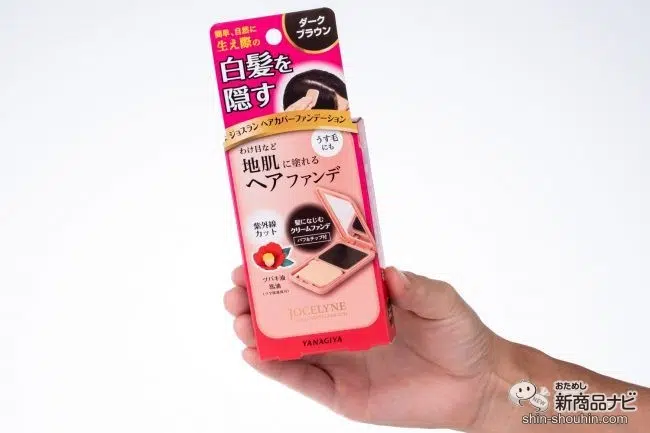 ダーク
ブラウン
簡単、自然に
生え際の
白髪を
隠す
ジョスラン ヘアカバーファンデーション
うす毛
にも
わけ目など
地肌に塗れる
ヘアファンデ
紫外線
カット
髪になじむ
クリームファンデ
パフ&チップ付
ツバキ油
馬油
JOCELYNE
YANAGIYA
おためし
新商品ナビ
NEW
shin-shouhin.com